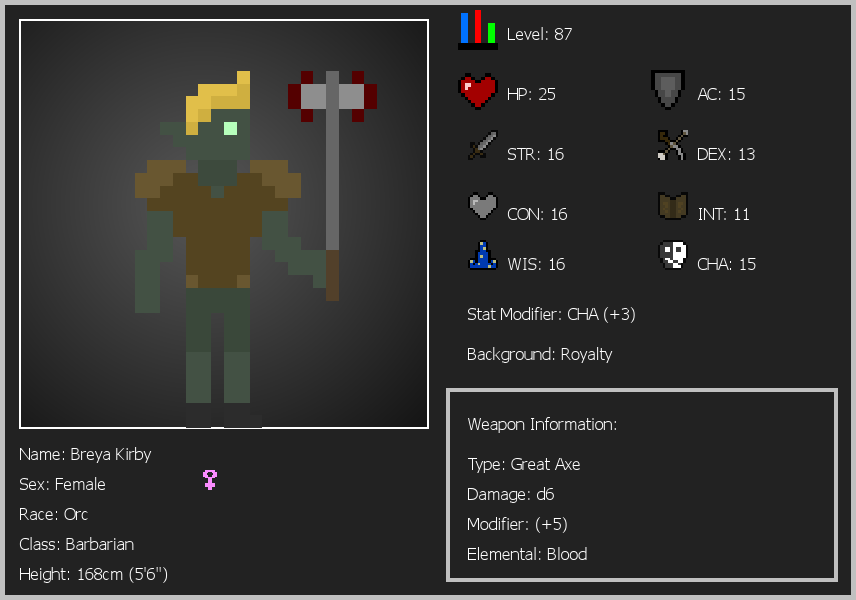 Level: 87
HP: 25
AC: 15
STR: 16
DEX: 13
CON: 16
INT: 11
WIS: 16
CHA: 15
Stat Modifier: CHA (+3)
Background: Royalty
Weapon Information:
Type: Great Axe
Damage: d6
Modifier: (+5)
Elemental: Blood
Name: Breya Kirby
Sex: Female
Race: Orc
Class: Barbarian
Height: 168cm (5'6")